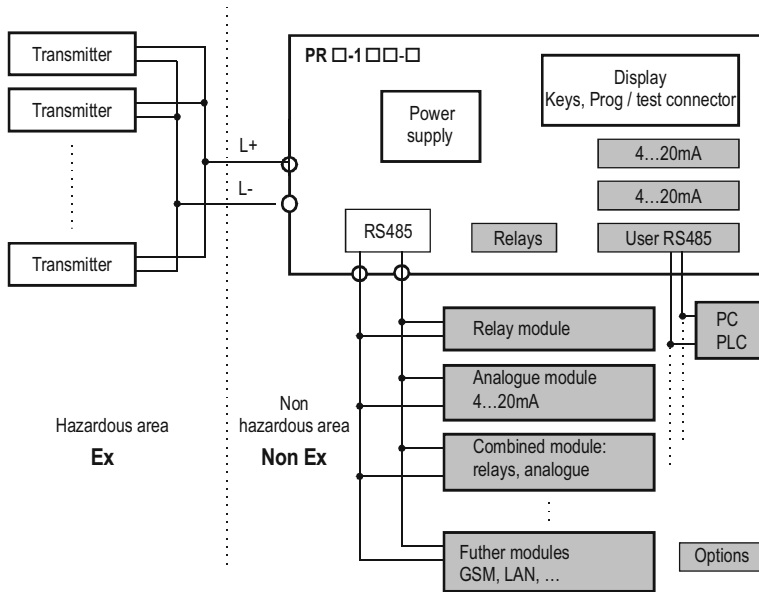 Transmitter
Transmitter
Transmitter
L+
L-
Hazardous area
Ex
Non
hazardous area
Non Ex
PR □-1□□-□
Power
supply
Display
Keys, Prog / test connector
4…20mA
4…20mA
RS485
Relays
User RS485
Relay module
PC
PLC
Analogue module
4…20mA
Combined module:
relays, analogue
Futher modules
GSM, LAN, …
Options